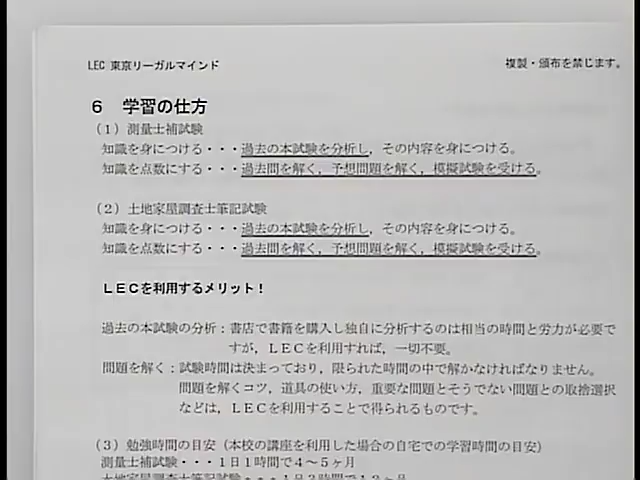 LEC 東京リーガルマインド
複製・頒布を禁じます。
6 学習の仕方
(1)測量士補試験
知識を身につける・・・過去の本試験を分析し，その内容を身につける。
知識を点数にする・・・過去問を解く，予想問題を解く，模擬試験を受ける。
(2)土地家屋調査士筆記試験
知識を身につける・・・過去の本試験を分析し，その内容を身につける。
知識を点数にする・・・過去問を解く，予想問題を解く，模擬試験を受ける。
LECを利用するメリット！
過去の本試験の分析：書店で書籍を購入し独自に分析するのは相当の時間と労力が必要で
すが，LECを利用すれば，一切不要。
問題を解く：試験時間は決まっており，限られた時間の中で解かなければなりません。
問題を解くコツ，道具の使い方，重要な問題とそうでない問題との取捨選択
などは，LECを利用することで得られるものです。
(3)勉強時間の目安（本校の講座を利用した場合の自宅での学習時間の目安）
測量士補試験・・・1日1時間で4～5ヶ月